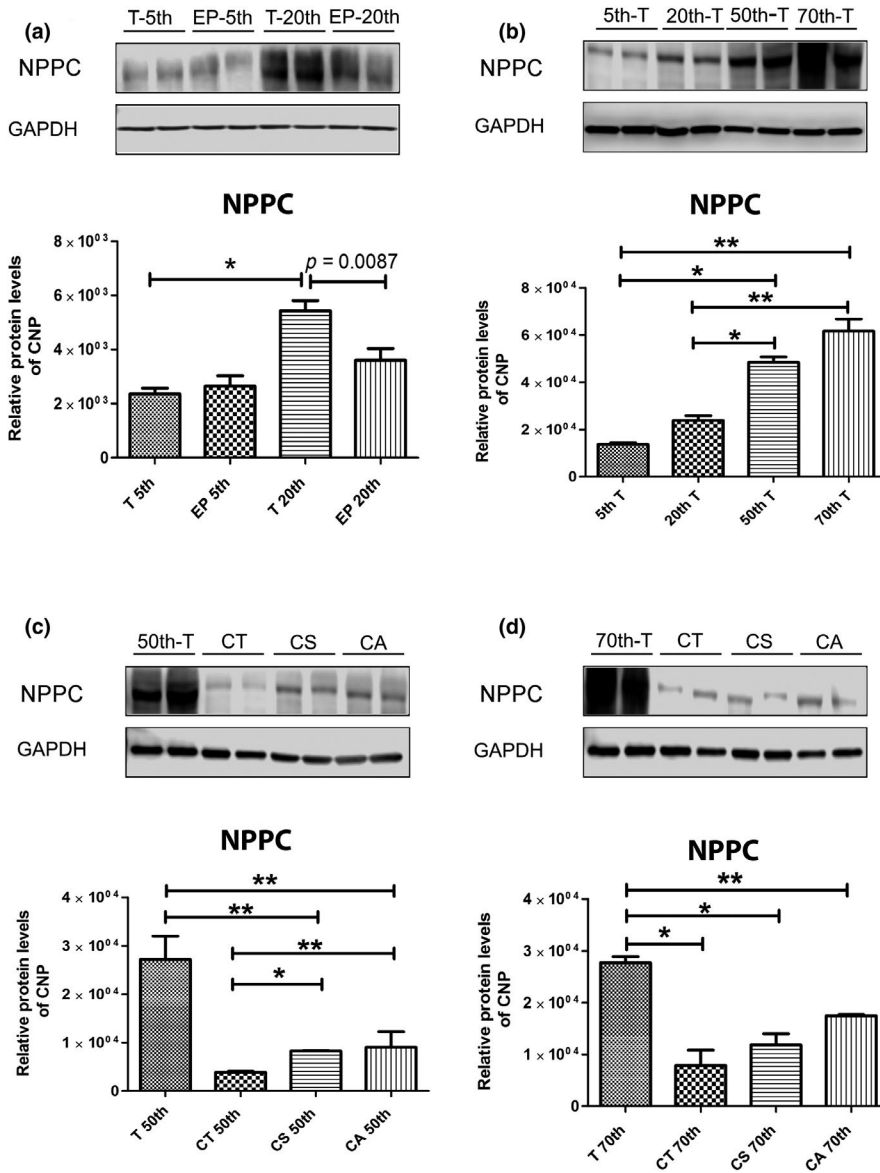 (a)
T-5th EP-5th T-20th EP-20th
NPPC
GAPDH
NPPC
Relative protein levels
of CNP
8 × 10⁰³
6 × 10⁰³
4 × 10⁰³
2 × 10⁰³
0
*
p = 0.0087
T 5th
EP 5th
T 20th
EP 20th
(b)
5th-T 20th-T 50th-T 70th-T
NPPC
GAPDH
NPPC
Relative protein levels
of CNP
8 × 10⁰⁴
6 × 10⁰⁴
4 × 10⁰⁴
2 × 10⁰⁴
0
**
*
**
*
5th T
20th T
50th T
70th T
(c)
50th-T CT CS CA
NPPC
GAPDH
NPPC
Relative protein levels
of CNP
4 × 10⁰⁴
3 × 10⁰⁴
2 × 10⁰⁴
1 × 10⁰⁴
0
**
**
**
*
T 50th
CT 50th
CS 50th
CA 50th
(d)
70th-T CT CS CA
NPPC
GAPDH
NPPC
Relative protein levels
of CNP
4 × 10⁰⁴
3 × 10⁰⁴
2 × 10⁰⁴
1 × 10⁰⁴
0
**
*
*
T 70th
CT 70th
CS 70th
CA 70th